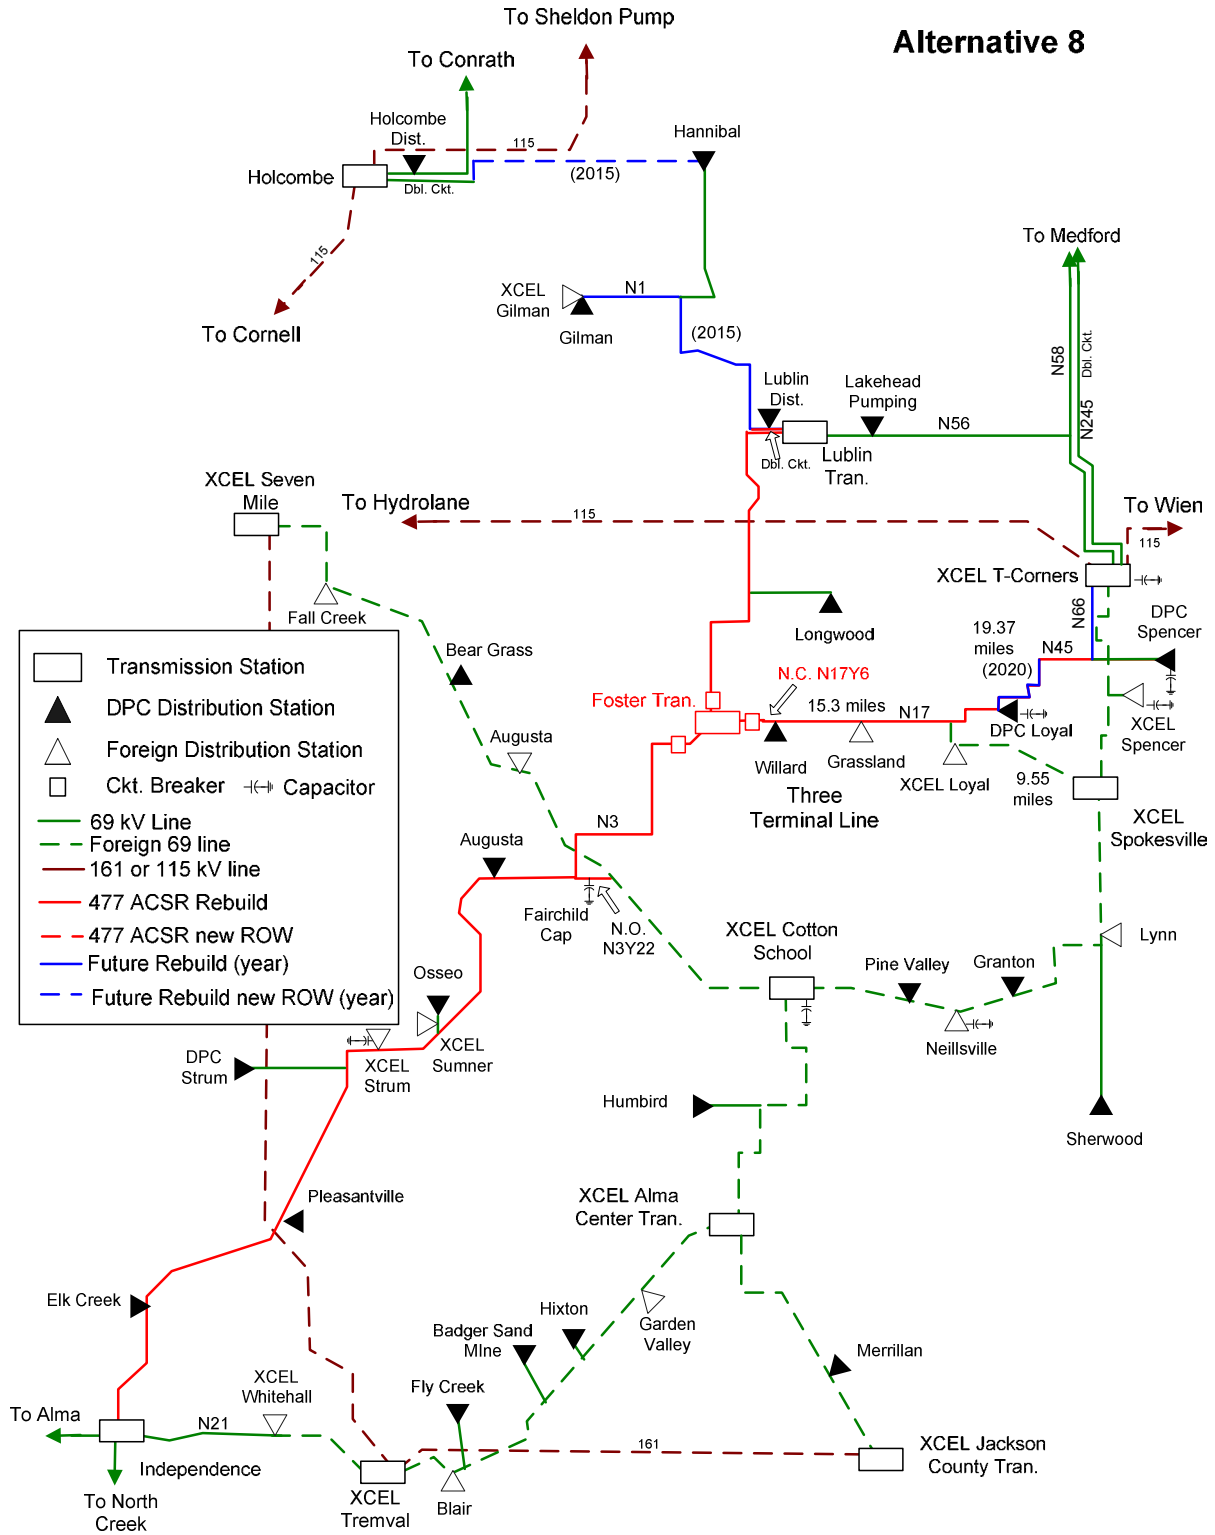 To Sheldon Pump
Alternative 8
To Conrath
Holcombe
Dist.
115
Hannibal
Holcombe
Dbl. Ckt.
(2015)
115
To Cornell
XCEL
Gilman
N1
Gilman
(2015)
To Medford
N58
Dbl. Ckt.
N245
Lublin
Dist.
Lakehead
Pumping
N56
Dbl. Ckt.
Lublin
Tran.
XCEL Seven
Mile
To Hydrolane
115
To Wien
115
XCEL T-Corners
Fall Creek
N66
DPC
Spencer
19.37
miles
(2020)
N45
Longwood
Bear Grass
N.C. N17Y6
Foster Tran.
15.3 miles
N17
DPC Loyal
XCEL
Spencer
Augusta
Willard
Grassland
XCEL Loyal
9.55
miles
Three
Terminal Line
XCEL
Spokesville
Transmission Station
DPC Distribution Station
Foreign Distribution Station
Ckt. Breaker
Capacitor
69 kV Line
Foreign 69 line
161 or 115 kV line
477 ACSR Rebuild
477 ACSR new ROW
Future Rebuild (year)
Future Rebuild new ROW (year)
N3
Augusta
Fairchild
Cap
N.O.
N3Y22
XCEL Cotton
School
Pine Valley
Granton
Lynn
Osseo
Neillsville
XCEL
Sumner
XCEL
Strum
DPC
Strum
Humbird
Sherwood
Pleasantville
XCEL Alma
Center Tran.
Elk Creek
Garden
Valley
Hixton
Badger Sand
MIne
Merrillan
XCEL
Whitehall
Fly Creek
To Alma
N21
161
XCEL Jackson
County Tran.
Independence
XCEL
Tremval
Blair
To North
Creek